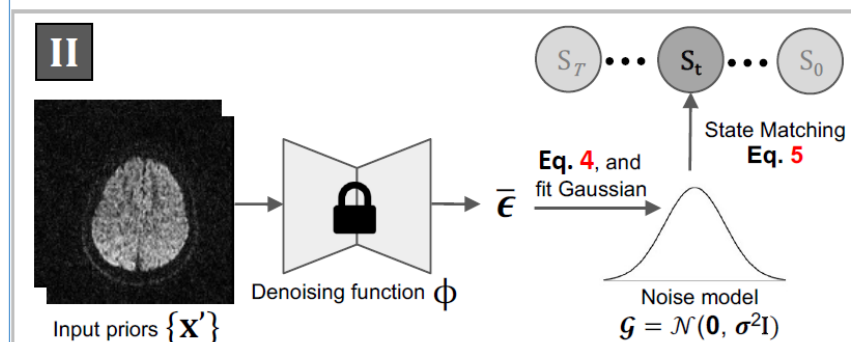 II
S_T ••• S_t ••• S_0
State Matching
Eq. 5
Eq. 4, and
fit Gaussian
ϵ̅
Denoising function ϕ
Input priors {x'}
Noise model
𝒢 = 𝒩(0, σ²I)